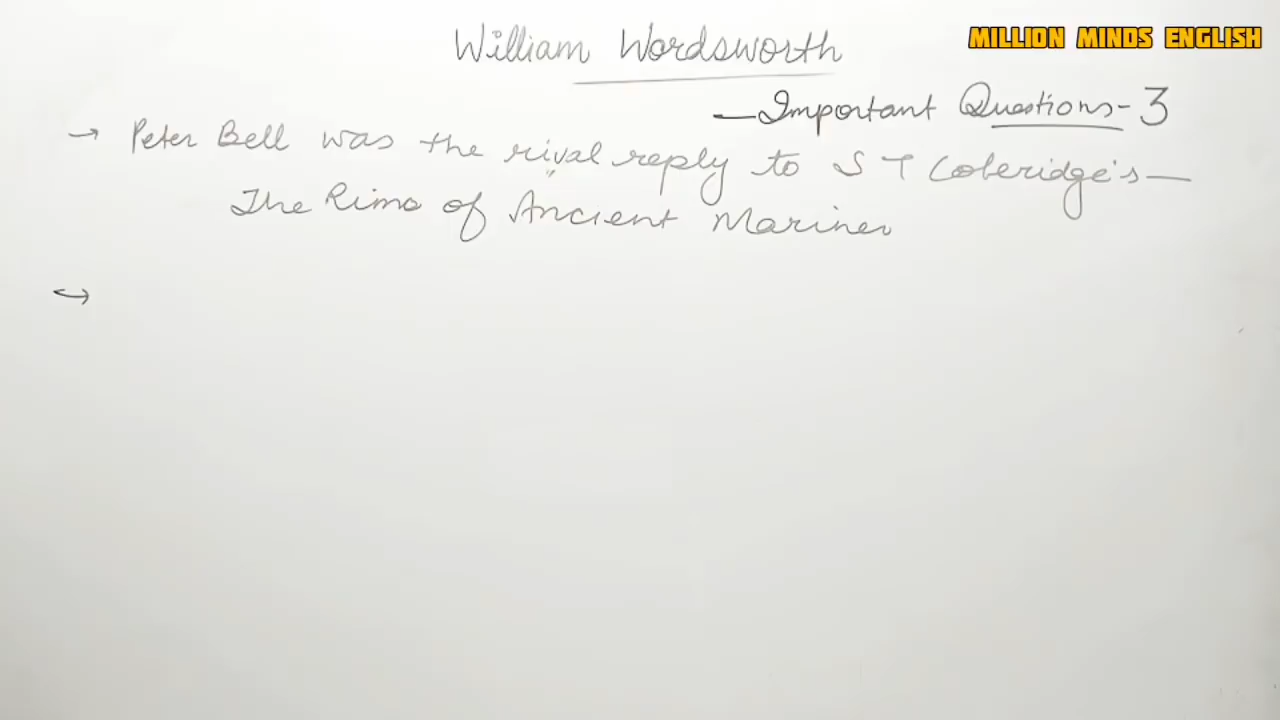 William Wordsworth
MILLION MINDS ENGLISH
— Important Questions - 3
→ Peter Bell was the rival reply to S T Coleridge's —
The Rime of Ancient Mariner